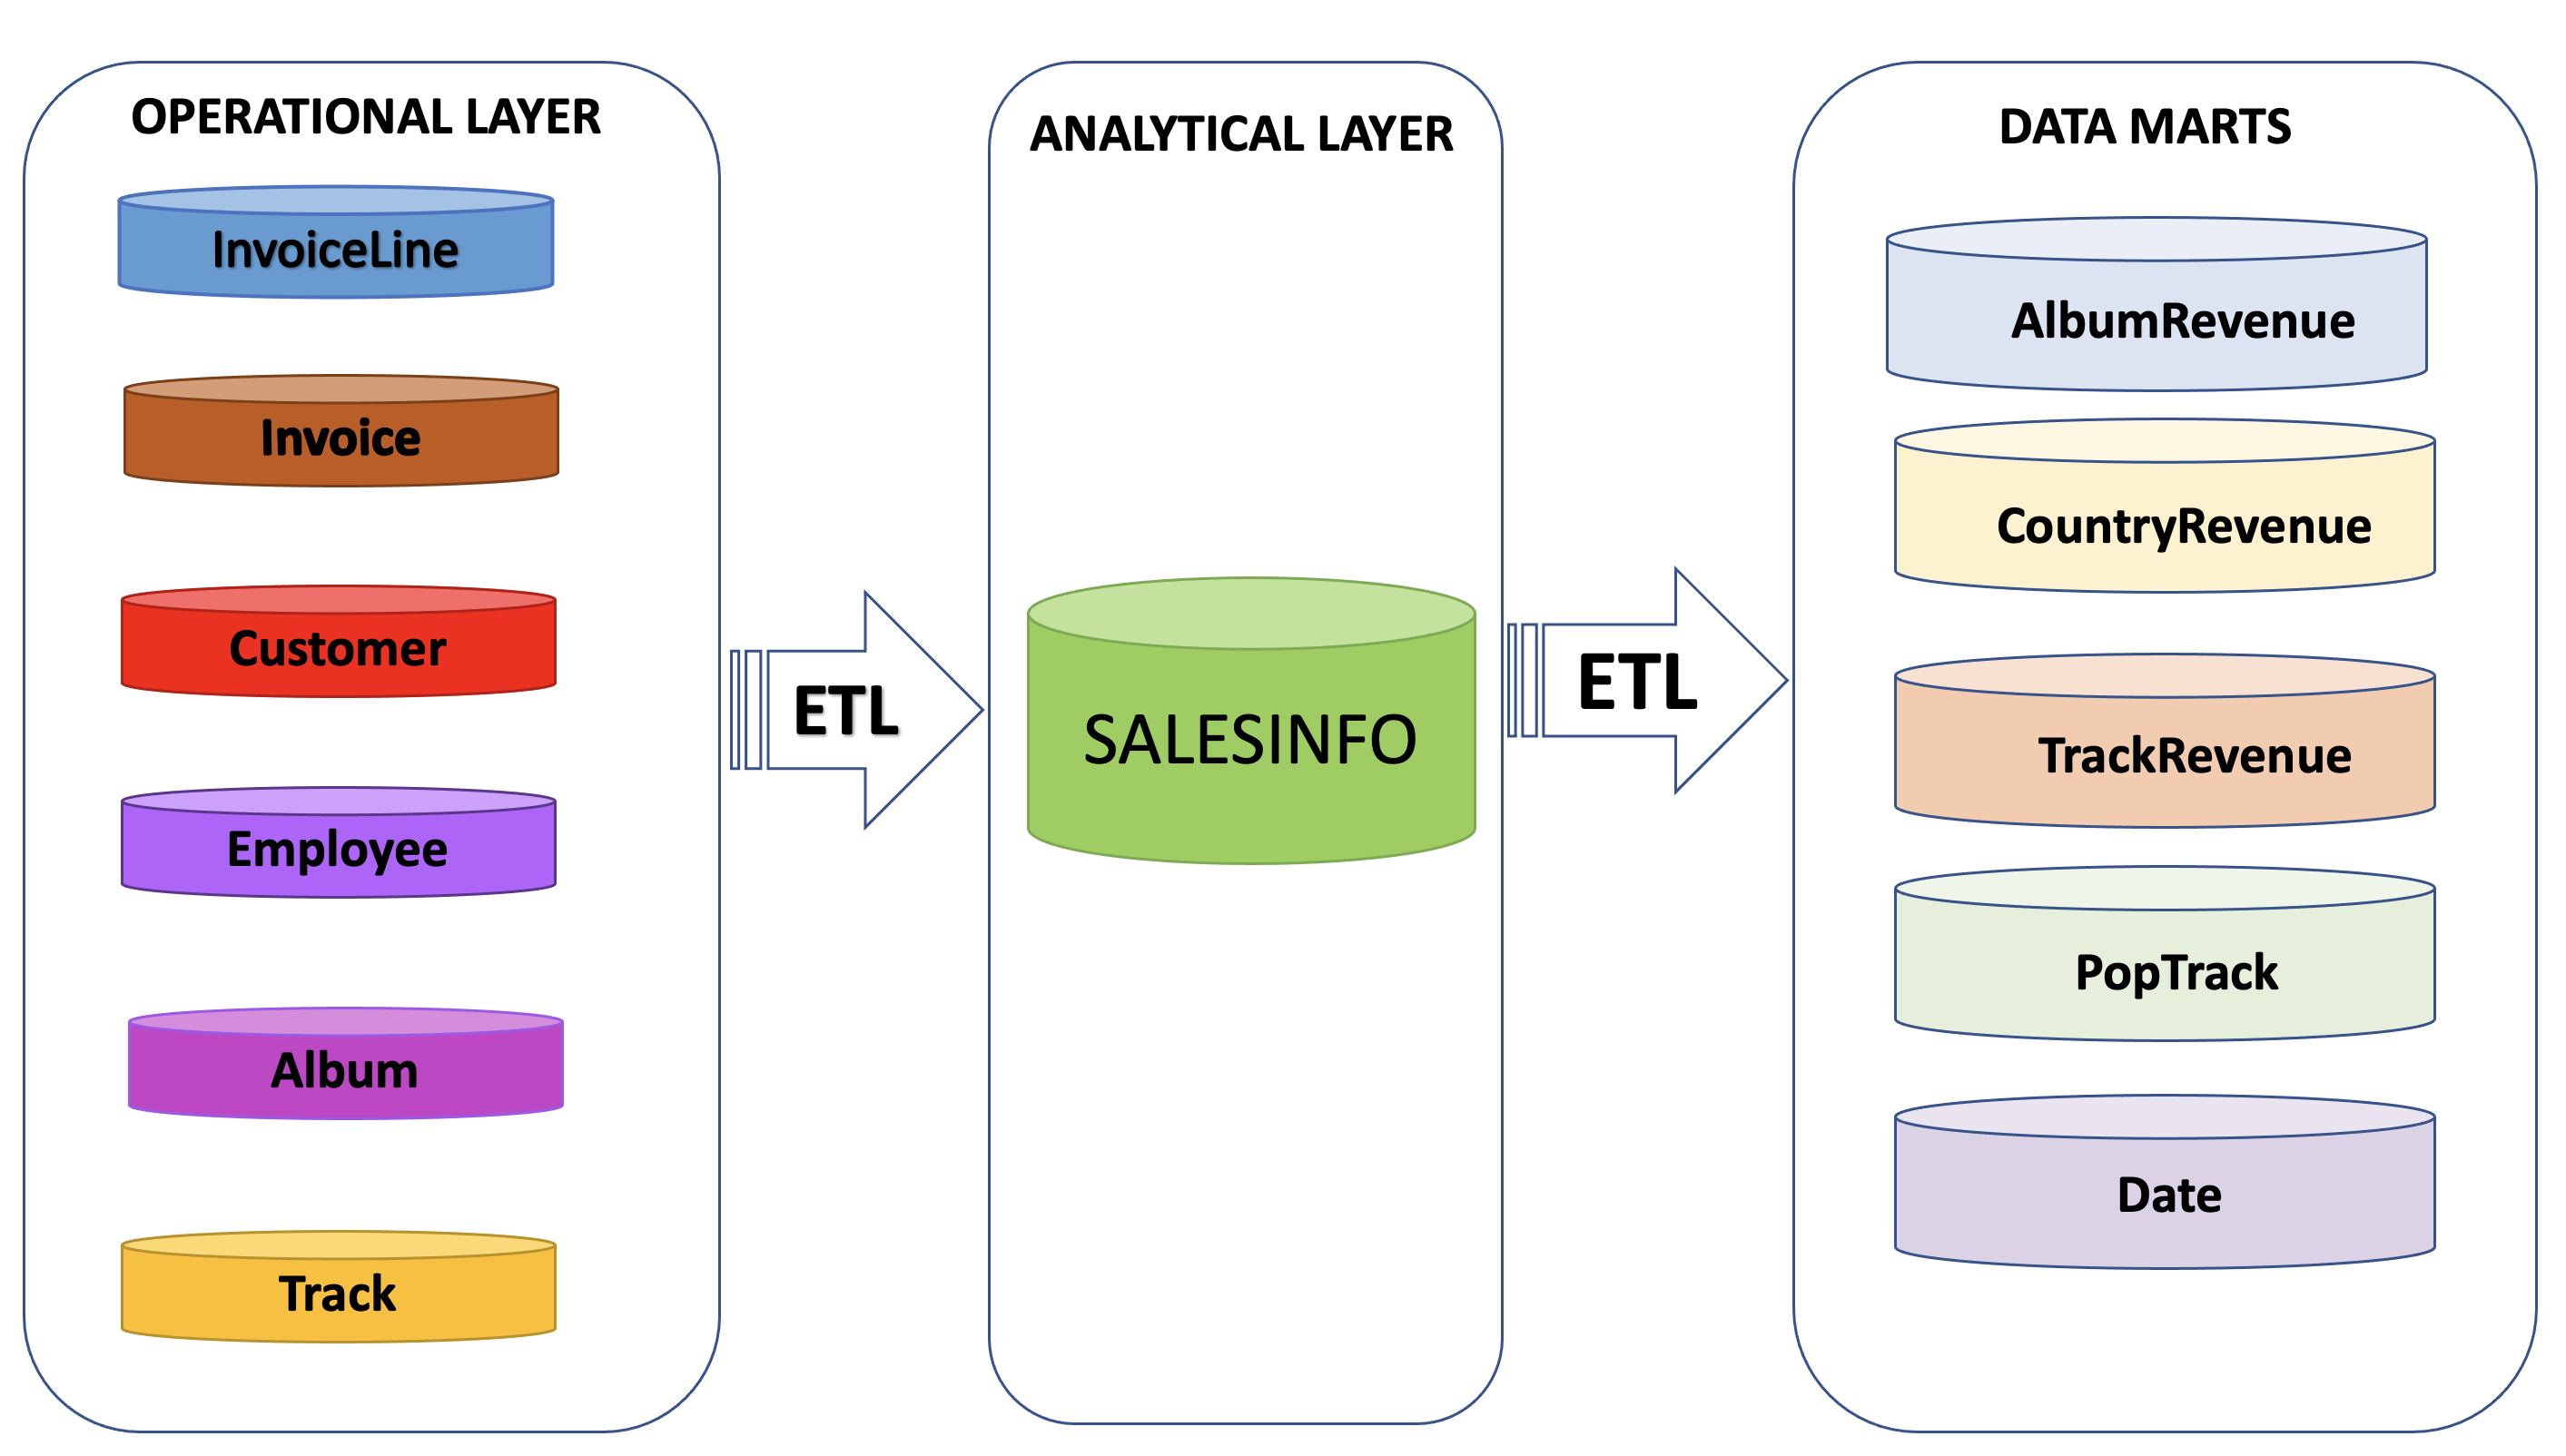 OPERATIONAL LAYER
InvoiceLine
Invoice
Customer
Employee
Album
Track
ETL
ANALYTICAL LAYER
SALESINFO
ETL
DATA MARTS
AlbumRevenue
CountryRevenue
TrackRevenue
PopTrack
Date